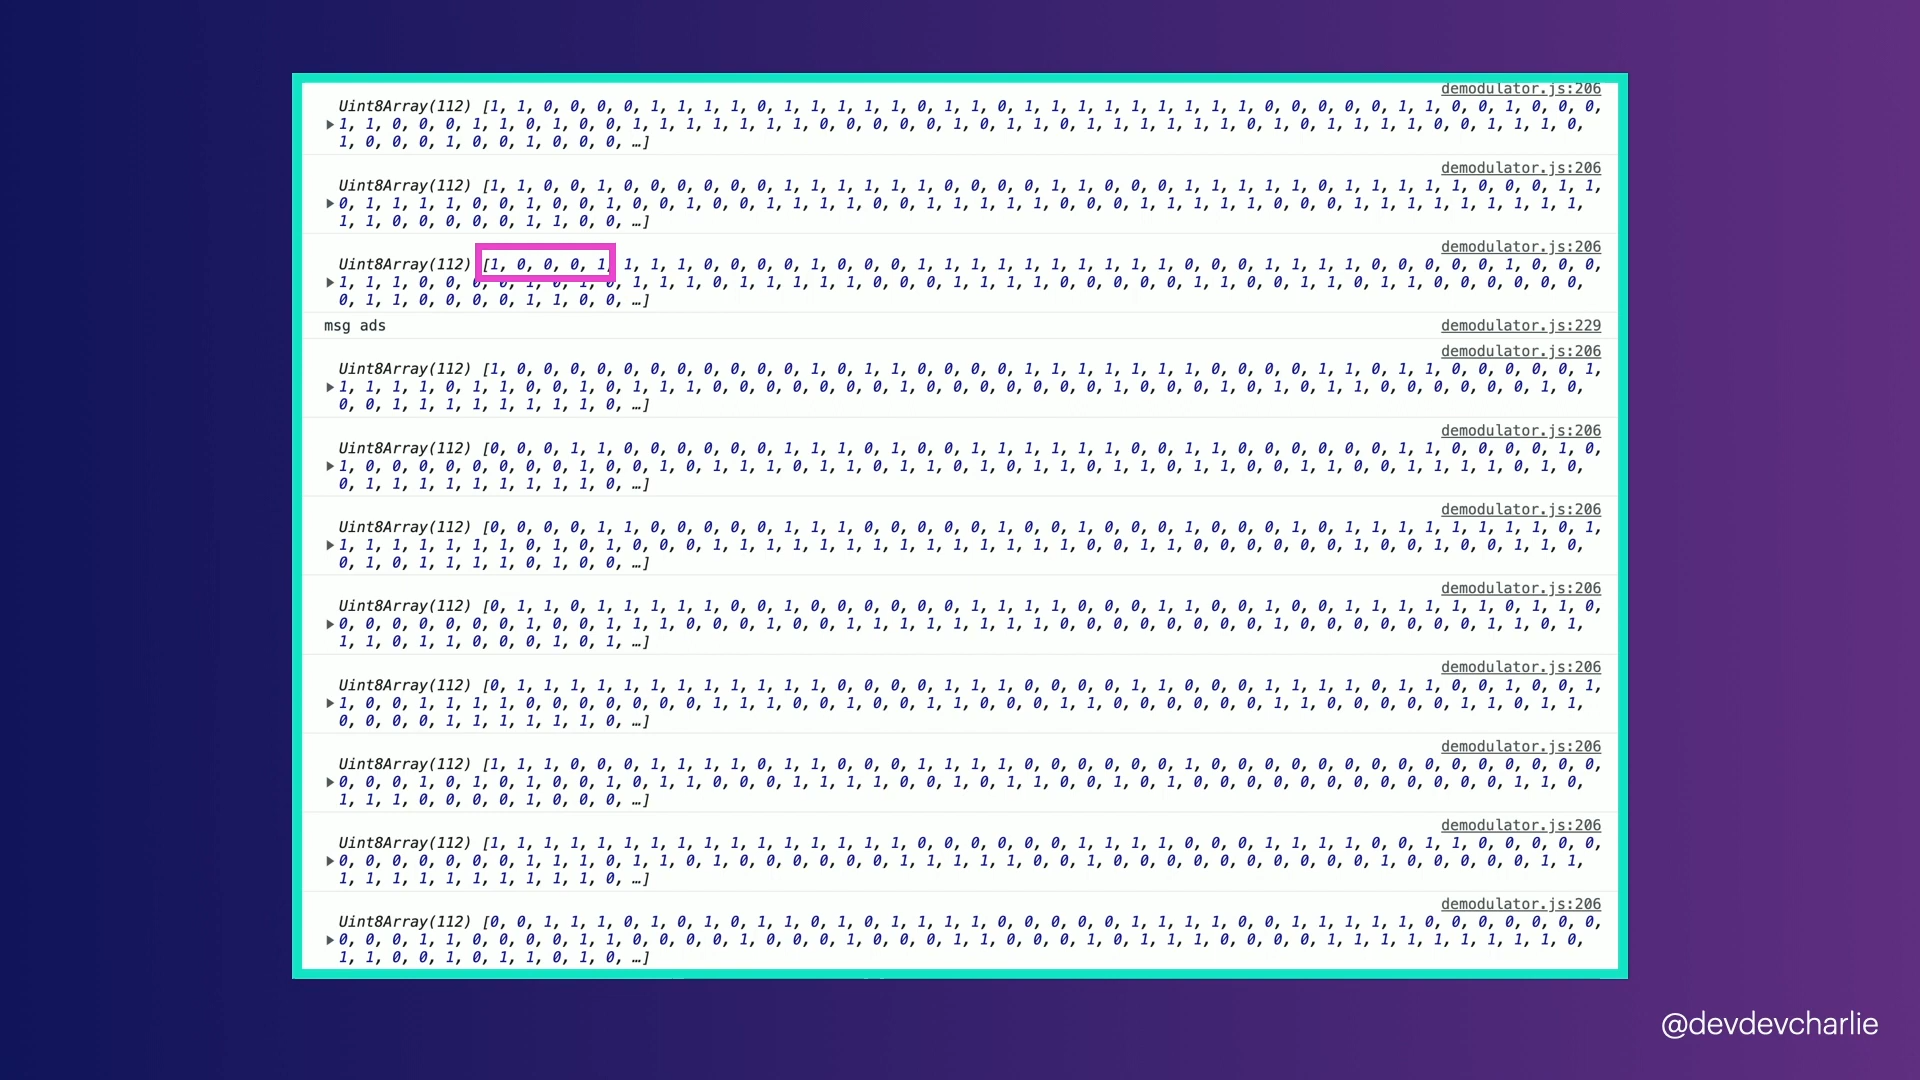 demodulator.js:206
Uint8Array(112) [1, 1, 0, 0, 0, 0, 1, 1, 1, 1, 0, 1, 1, 1, 1, 1, 0, 1, 1, 0, 1, 1, 1, 1, 1, 1, 1, 1, 1, 0, 0, 0, 0, 0, 1, 1, 0, 0, 1, 0, 0, 0,
1, 1, 0, 0, 0, 1, 1, 0, 1, 0, 0, 1, 1, 1, 1, 1, 1, 1, 0, 0, 0, 0, 0, 1, 0, 1, 1, 0, 1, 1, 1, 1, 1, 1, 0, 1, 0, 1, 1, 1, 1, 0, 0, 1, 1, 1, 0,
1, 0, 0, 0, 1, 0, 0, 1, 0, 0, 0, …]
demodulator.js:206
Uint8Array(112) [1, 1, 0, 0, 1, 0, 0, 0, 0, 0, 0, 1, 1, 1, 1, 1, 1, 0, 0, 0, 0, 1, 1, 0, 0, 0, 1, 1, 1, 1, 1, 0, 1, 1, 1, 1, 1, 0, 0, 0, 1, 1,
0, 1, 1, 1, 1, 0, 0, 1, 0, 0, 1, 0, 0, 1, 0, 0, 1, 1, 1, 1, 0, 0, 1, 1, 1, 1, 1, 0, 0, 0, 1, 1, 1, 1, 1, 0, 0, 0, 1, 1, 1, 1, 1, 1, 1, 1, 1,
1, 1, 0, 0, 0, 0, 0, 1, 1, 0, 0, …]
demodulator.js:206
Uint8Array(112) [1, 0, 0, 0, 1, 1, 1, 1, 0, 0, 0, 0, 1, 0, 0, 0, 1, 1, 1, 1, 1, 1, 1, 1, 1, 1, 0, 0, 0, 1, 1, 1, 1, 0, 0, 0, 0, 0, 1, 0, 0, 0,
1, 1, 1, 0, 0, 0, 0, 1, 0, 1, 0, 1, 1, 1, 0, 1, 1, 1, 1, 1, 0, 0, 0, 1, 1, 1, 1, 0, 0, 0, 0, 0, 1, 1, 0, 0, 1, 1, 0, 1, 1, 0, 0, 0, 0, 0, 0,
0, 1, 1, 0, 0, 0, 0, 1, 1, 0, 0, …]
msg ads
demodulator.js:229
demodulator.js:206
Uint8Array(112) [1, 0, 0, 0, 0, 0, 0, 0, 0, 0, 0, 0, 1, 0, 1, 1, 0, 0, 0, 0, 1, 1, 1, 1, 1, 1, 1, 0, 0, 0, 0, 1, 1, 0, 1, 1, 0, 0, 0, 0, 0, 1,
1, 1, 1, 1, 0, 1, 1, 0, 0, 1, 0, 1, 1, 1, 0, 0, 0, 0, 0, 0, 0, 1, 0, 0, 0, 0, 0, 0, 0, 1, 0, 0, 0, 1, 0, 1, 0, 1, 1, 0, 0, 0, 0, 0, 0, 1, 0,
0, 0, 1, 1, 1, 1, 1, 1, 1, 1, 0, …]
demodulator.js:206
Uint8Array(112) [0, 0, 0, 1, 1, 0, 0, 0, 0, 0, 0, 1, 1, 1, 0, 1, 0, 0, 1, 1, 1, 1, 1, 1, 0, 0, 1, 1, 0, 0, 0, 0, 0, 0, 1, 1, 0, 0, 0, 0, 1, 0,
1, 0, 0, 0, 0, 0, 0, 0, 0, 1, 0, 0, 1, 0, 1, 1, 1, 0, 1, 1, 0, 1, 1, 0, 1, 0, 1, 1, 0, 1, 1, 0, 1, 1, 0, 0, 1, 1, 0, 0, 1, 1, 1, 1, 0, 1, 0,
0, 1, 1, 1, 1, 1, 1, 1, 1, 1, 0, …]
demodulator.js:206
Uint8Array(112) [0, 0, 0, 0, 1, 1, 0, 0, 0, 0, 0, 1, 1, 1, 0, 0, 0, 0, 0, 1, 0, 0, 1, 0, 0, 0, 1, 0, 0, 0, 1, 0, 1, 1, 1, 1, 1, 1, 1, 1, 0, 1,
1, 1, 1, 1, 1, 1, 1, 0, 1, 0, 1, 0, 0, 0, 1, 1, 1, 1, 1, 1, 1, 1, 1, 1, 1, 1, 1, 1, 0, 0, 1, 1, 0, 0, 0, 0, 0, 0, 1, 0, 0, 1, 0, 0, 1, 1, 0,
0, 1, 0, 1, 1, 1, 1, 0, 1, 0, 0, …]
demodulator.js:206
Uint8Array(112) [0, 1, 1, 0, 1, 1, 1, 1, 1, 0, 0, 1, 0, 0, 0, 0, 0, 0, 1, 1, 1, 1, 0, 0, 0, 1, 1, 0, 0, 1, 0, 0, 1, 1, 1, 1, 1, 1, 0, 1, 1, 0,
0, 0, 0, 0, 0, 0, 0, 1, 0, 0, 1, 1, 1, 1, 0, 0, 0, 1, 0, 0, 1, 1, 1, 1, 1, 1, 1, 1, 0, 0, 0, 0, 0, 0, 0, 0, 1, 0, 0, 0, 0, 0, 0, 1, 1, 0, 1,
1, 1, 0, 1, 1, 0, 0, 0, 1, 0, 1, …]
demodulator.js:206
Uint8Array(112) [0, 1, 1, 1, 1, 1, 1, 1, 1, 1, 1, 1, 1, 0, 0, 0, 0, 1, 1, 1, 0, 0, 0, 0, 1, 1, 0, 0, 0, 1, 1, 1, 1, 0, 1, 1, 0, 0, 1, 0, 0, 1,
1, 0, 0, 1, 1, 1, 1, 0, 0, 0, 0, 0, 0, 0, 1, 1, 1, 0, 0, 1, 0, 0, 1, 1, 0, 0, 0, 1, 1, 0, 0, 0, 0, 0, 0, 1, 1, 0, 0, 0, 0, 0, 1, 1, 0, 1, 1,
0, 0, 0, 0, 1, 1, 1, 1, 1, 1, 0, …]
demodulator.js:206
Uint8Array(112) [1, 1, 1, 0, 0, 0, 1, 1, 1, 1, 0, 1, 1, 0, 0, 0, 1, 1, 1, 1, 0, 0, 0, 0, 0, 0, 1, 0, 0, 0, 0, 0, 0, 0, 0, 0, 0, 0, 0, 0, 0, 0,
0, 0, 0, 1, 0, 1, 0, 1, 0, 0, 1, 0, 1, 1, 0, 0, 0, 1, 1, 1, 1, 0, 0, 1, 0, 1, 1, 0, 0, 1, 0, 1, 0, 0, 0, 0, 0, 0, 0, 0, 0, 0, 0, 0, 1, 1, 0,
1, 1, 1, 0, 0, 0, 0, 1, 0, 0, 0, …]
demodulator.js:206
Uint8Array(112) [1, 1, 1, 1, 1, 1, 1, 1, 1, 1, 1, 1, 1, 1, 1, 1, 0, 0, 0, 0, 0, 0, 1, 1, 1, 1, 0, 0, 0, 1, 1, 1, 1, 0, 0, 1, 1, 0, 0, 0, 0, 0,
0, 0, 0, 0, 0, 0, 0, 1, 1, 1, 0, 1, 1, 0, 1, 0, 0, 0, 0, 0, 0, 1, 1, 1, 1, 1, 0, 0, 1, 0, 0, 0, 0, 0, 0, 0, 0, 0, 0, 1, 0, 0, 0, 0, 0, 1, 1,
1, 1, 1, 1, 1, 1, 1, 1, 1, 1, 0, …]
demodulator.js:206
Uint8Array(112) [0, 0, 1, 1, 1, 0, 1, 0, 1, 0, 1, 1, 0, 1, 0, 1, 1, 1, 1, 0, 0, 0, 0, 0, 1, 1, 1, 1, 0, 0, 1, 1, 1, 1, 1, 0, 0, 0, 0, 0, 0, 0,
0, 0, 0, 1, 1, 0, 0, 0, 0, 1, 1, 0, 0, 0, 0, 1, 0, 0, 0, 1, 0, 0, 0, 1, 1, 0, 0, 0, 1, 0, 1, 1, 1, 0, 0, 0, 0, 1, 1, 1, 1, 1, 1, 1, 1, 1, 0,
1, 1, 0, 0, 1, 0, 1, 1, 0, 1, 0, …]
@devdevcharlie